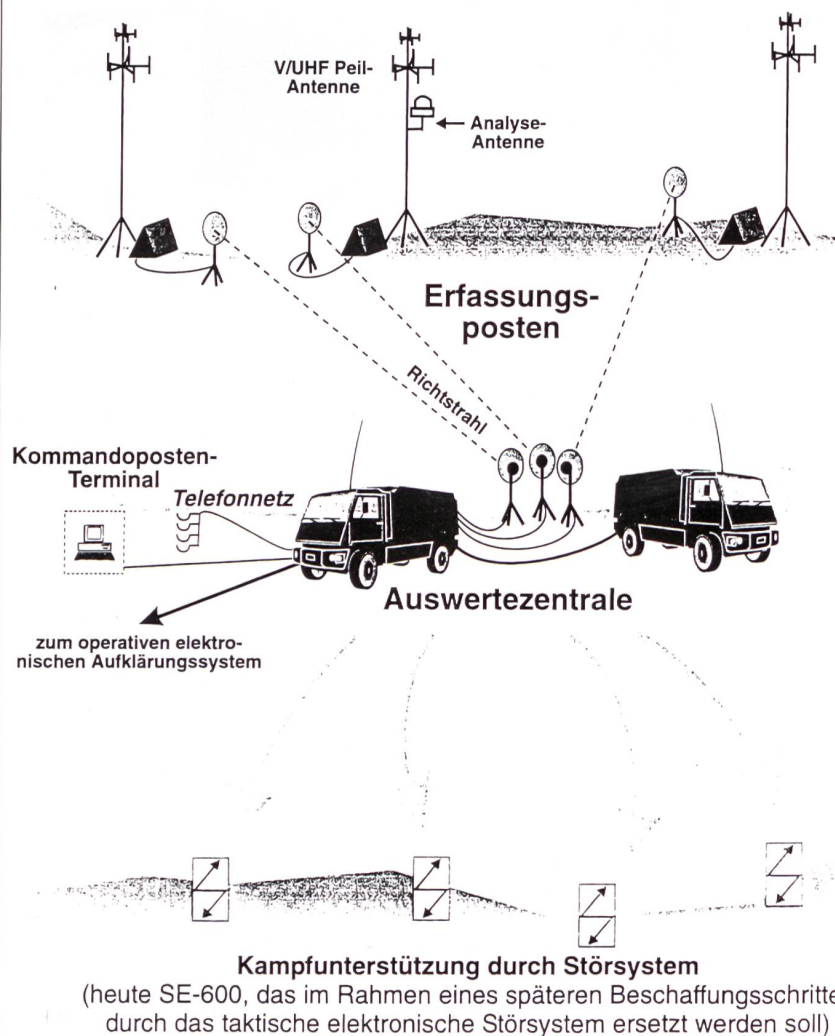 V/UHF Peil-
Antenne
Analyse-
Antenne
Erfassungs-
posten
Richtstrahl
Kommandoposten-
Terminal
Telefonnetz
Auswertezentrale
zum operativen elektro-
nischen Aufklärungssystem
Kampfunterstützung durch Störsystem
(heute SE-600, das im Rahmen eines späteren Beschaffungsschritte
durch das taktische elektronische Störsystem ersetzt werden soll)